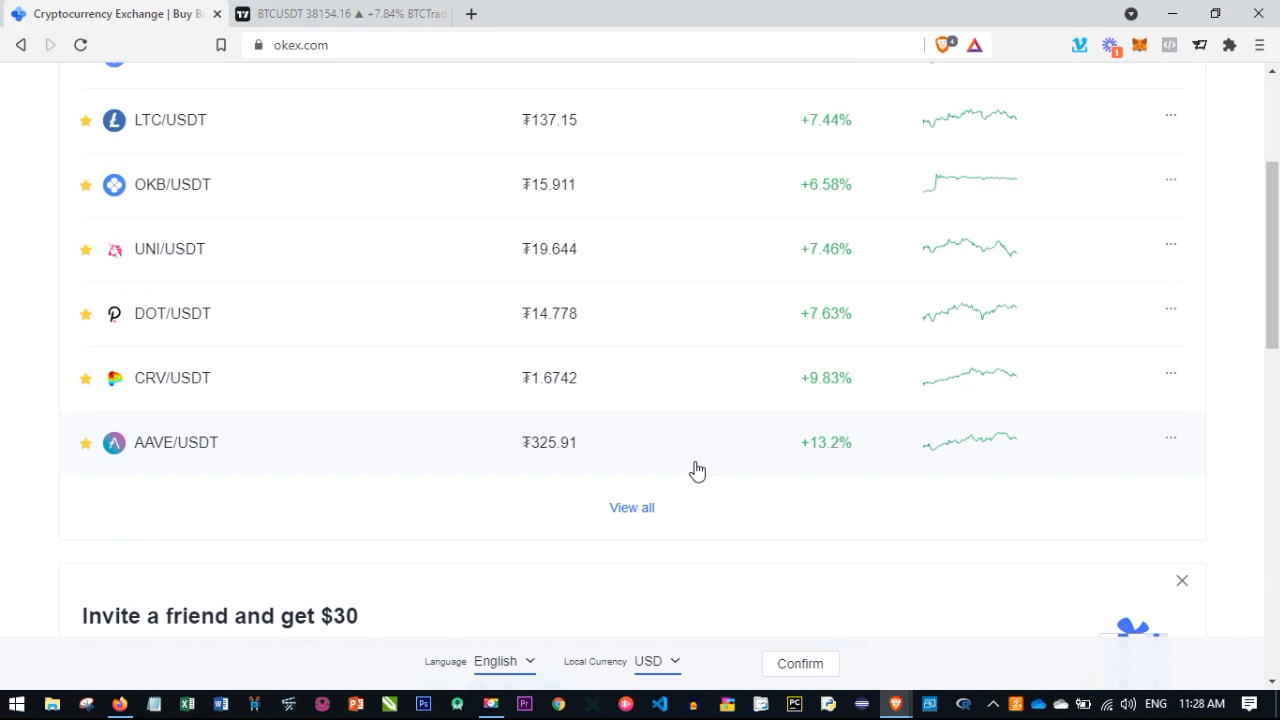 Cryptocurrency Exchange | Buy B
BTCUSDT 38154.16 ▲ +7.84% BTCTrad
okex.com
4
1
LTC/USDT ₮137.15 +7.44% ...
OKB/USDT ₮15.911 +6.58% ...
UNI/USDT ₮19.644 +7.46% ...
DOT/USDT ₮14.778 +7.63% ...
CRV/USDT ₮1.6742 +9.83% ...
AAVE/USDT ₮325.91 +13.2% ...
View all
Invite a friend and get $30
Language English Local Currency USD Confirm
ENG 11:28 AM